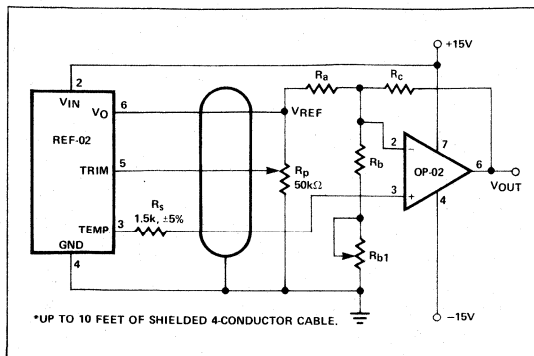 +15V
2
Ra
Rc
VIN
VO
6
VREF
7
REF-02
2
−
6
TRIM
5
Rp
50kΩ
Rb
OP-02
VOUT
Rs
1.5k, ±5%
3
+
4
TEMP
3
GND
4
Rb1
*UP TO 10 FEET OF SHIELDED 4-CONDUCTOR CABLE.
−15V